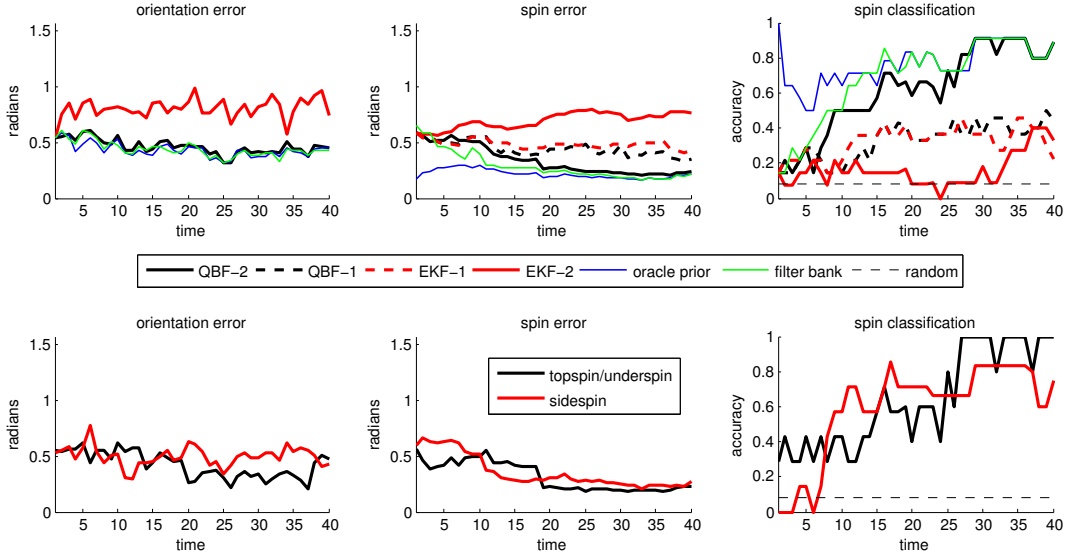 orientation error
spin error
spin classification
1.5
1
0.5
0
radians
5 10 15 20 25 30 35 40
time
1.5
1
0.5
0
radians
5 10 15 20 25 30 35 40
time
1
0.8
0.6
0.4
0.2
0
accuracy
5 10 15 20 25 30 35 40
time
QBF−2 QBF−1 EKF−1 EKF−2 oracle prior filter bank random
orientation error
spin error
spin classification
1.5
1
0.5
0
radians
5 10 15 20 25 30 35 40
time
1.5
1
0.5
0
radians
topspin/underspin
sidespin
5 10 15 20 25 30 35 40
time
1
0.8
0.6
0.4
0.2
0
accuracy
5 10 15 20 25 30 35 40
time